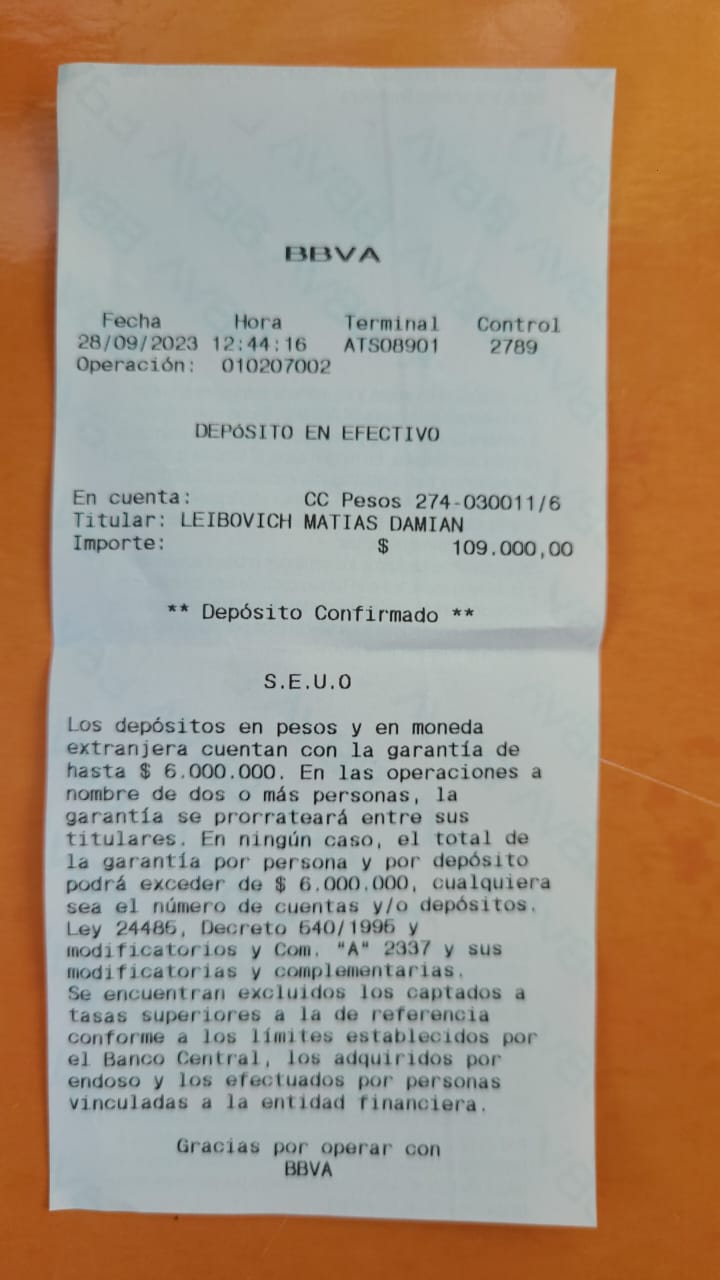 BBVA
Fecha Hora Terminal Control
28/09/2023 12:44:16 ATS08901 2789
Operación: 010207002
DEPÓSITO EN EFECTIVO
En cuenta: CC Pesos 274-030011/6
Titular: LEIBOVICH MATIAS DAMIAN
Importe: $ 109.000,00
** Depósito Confirmado **
S.E.U.O
Los depósitos en pesos y en moneda
extranjera cuentan con la garantía de
hasta $ 6.000.000. En las operaciones a
nombre de dos o más personas, la
garantía se prorrateará entre sus
titulares. En ningún caso, el total de
la garantía por persona y por depósito
podrá exceder de $ 6.000.000, cualquiera
sea el número de cuentas y/o depósitos.
Ley 24485, Decreto 540/1995 y
modificatorios y Com. "A" 2337 y sus
modificatorias y complementarias.
Se encuentran excluidos los captados a
tasas superiores a la de referencia
conforme a los límites establecidos por
el Banco Central, los adquiridos por
endoso y los efectuados por personas
vinculadas a la entidad financiera.
Gracias por operar con
BBVA